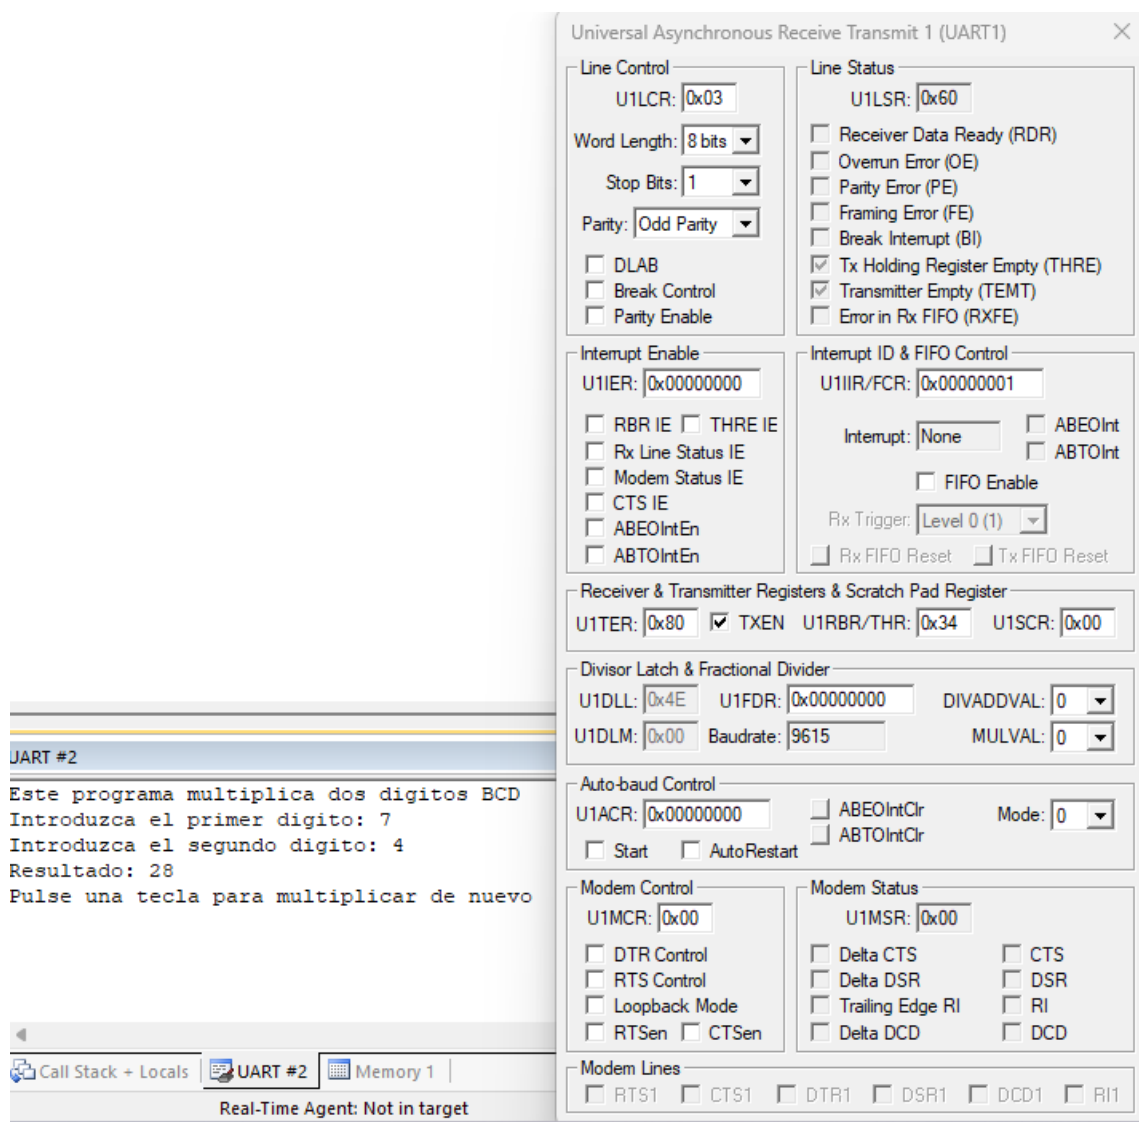 Universal Asynchronous Receive Transmit 1 (UART1)
Line Control
U1LCR: 0x03
Word Length: 8 bits
Stop Bits: 1
Parity: Odd Parity
DLAB
Break Control
Parity Enable
Line Status
U1LSR: 0x60
Receiver Data Ready (RDR)
Overrun Error (OE)
Parity Error (PE)
Framing Error (FE)
Break Interrupt (BI)
Tx Holding Register Empty (THRE)
Transmitter Empty (TEMT)
Error in Rx FIFO (RXFE)
Interrupt Enable
U1IER: 0x00000000
RBR IE THRE IE
Rx Line Status IE
Modem Status IE
CTS IE
ABEOIntEn
ABTOIntEn
Interrupt ID & FIFO Control
U1IIR/FCR: 0x00000001
Interrupt: None
ABEOInt
ABTOInt
FIFO Enable
Rx Trigger: Level 0 (1)
Rx FIFO Reset Tx FIFO Reset
Receiver & Transmitter Registers & Scratch Pad Register
U1TER: 0x80 TXEN U1RBR/THR: 0x34 U1SCR: 0x00
Divisor Latch & Fractional Divider
U1DLL: 0x4E U1FDR: 0x00000000 DIVADDVAL: 0
U1DLM: 0x00 Baudrate: 9615 MULVAL: 0
Auto-baud Control
U1ACR: 0x00000000 ABEOIntClr Mode: 0
ABTOIntClr
Start AutoRestart
Modem Control
U1MCR: 0x00
DTR Control
RTS Control
Loopback Mode
RTSen CTSen
Modem Status
U1MSR: 0x00
Delta CTS CTS
Delta DSR DSR
Trailing Edge RI RI
Delta DCD DCD
Modem Lines
RTS1 CTS1 DTR1 DSR1 DCD1 RI1
UART #2
Este programa multiplica dos digitos BCD
Introduzca el primer digito: 7
Introduzca el segundo digito: 4
Resultado: 28
Pulse una tecla para multiplicar de nuevo
Call Stack + Locals UART #2 Memory 1
Real-Time Agent: Not in target